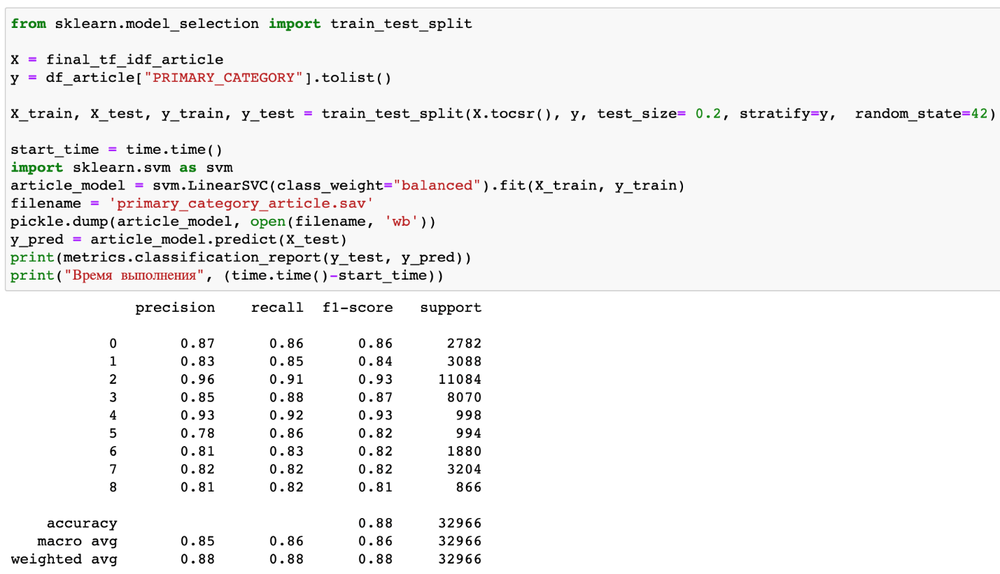 from sklearn.model_selection import train_test_split
X = final_tf_idf_article
y = df_article["PRIMARY_CATEGORY"].tolist()
X_train, X_test, y_train, y_test = train_test_split(X.tocsr(), y, test_size= 0.2, stratify=y,  random_state=42)
start_time = time.time()
import sklearn.svm as svm
article_model = svm.LinearSVC(class_weight="balanced").fit(X_train, y_train)
filename = 'primary_category_article.sav'
pickle.dump(article_model, open(filename, 'wb'))
y_pred = article_model.predict(X_test)
print(metrics.classification_report(y_test, y_pred))
print("Время выполнения", (time.time()-start_time))
precision recall f1-score support
0 0.87 0.86 0.86 2782
1 0.83 0.85 0.84 3088
2 0.96 0.91 0.93 11084
3 0.85 0.88 0.87 8070
4 0.93 0.92 0.93 998
5 0.78 0.86 0.82 994
6 0.81 0.83 0.82 1880
7 0.82 0.82 0.82 3204
8 0.81 0.82 0.81 866
accuracy 0.88 32966
macro avg 0.85 0.86 0.86 32966
weighted avg 0.88 0.88 0.88 32966